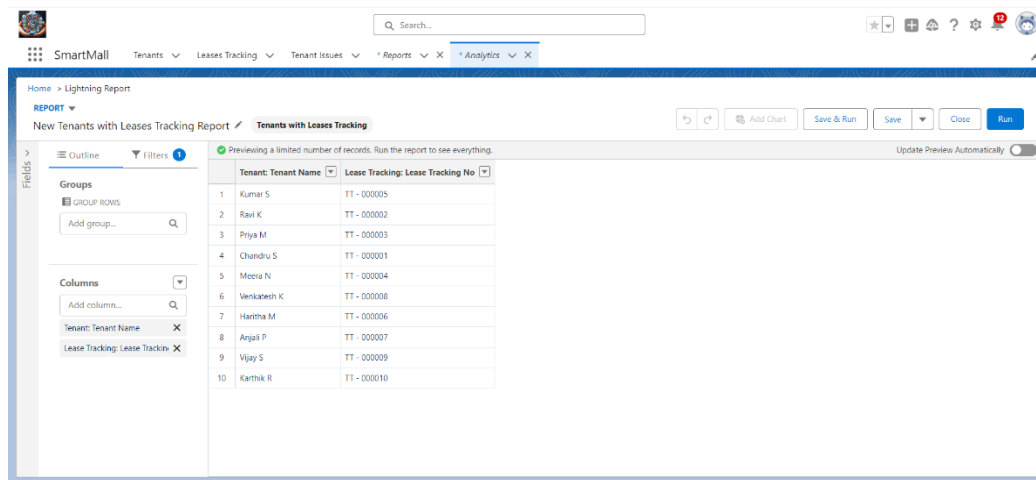 Search...
12
SmartMall Tenants Leases Tracking Tenant Issues * Reports * Analytics
Home > Lightning Report
REPORT
New Tenants with Leases Tracking Report Tenants with Leases Tracking
Add Chart Save & Run Save Close Run
Fields
Outline Filters 1
Previewing a limited number of records. Run the report to see everything. Update Preview Automatically
Groups
GROUP ROWS
Add group...
Columns
Add column...
Tenant: Tenant Name
Lease Tracking: Lease Trackin
Tenant: Tenant Name Lease Tracking: Lease Tracking No
1 Kumar S TT - 000005
2 Ravi K TT - 000002
3 Priya M TT - 000003
4 Chandru S TT - 000001
5 Meera N TT - 000004
6 Venkatesh K TT - 000008
7 Haritha M TT - 000006
8 Anjali P TT - 000007
9 Vijay S TT - 000009
10 Karthik R TT - 000010